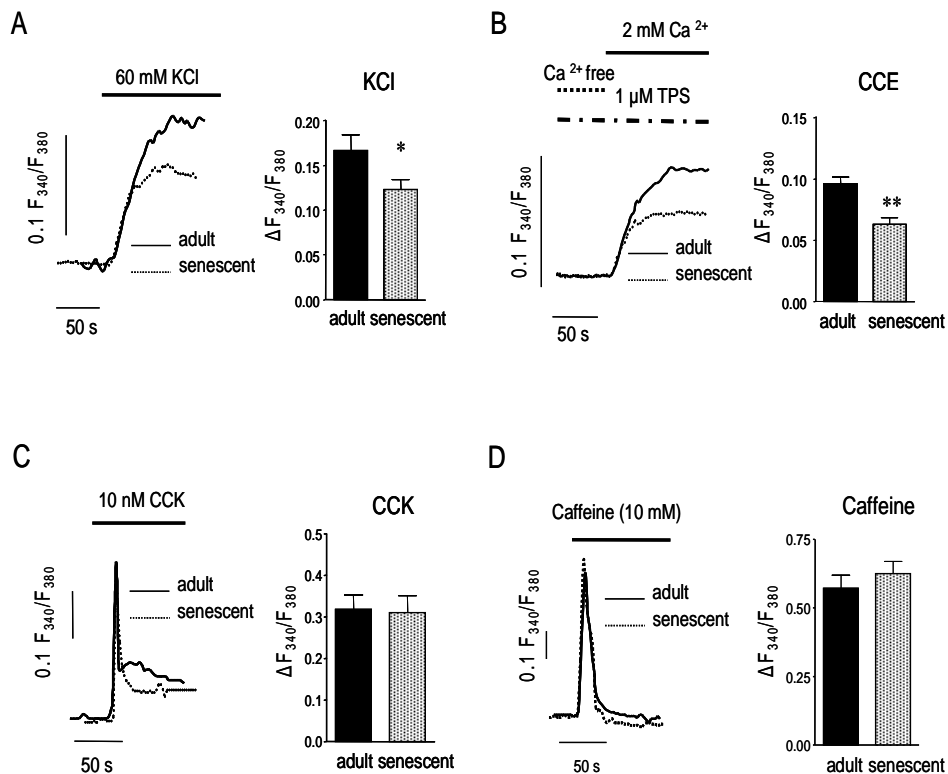 A
60 mM KCl
0.1 F340/F380
adult
senescent
50 s
KCl
ΔF340/F380
0.20
0.15
0.10
0.05
0.00
*
adult senescent
B
2 mM Ca 2+
Ca 2+ free
1 µM TPS
0.1 F340/F380
adult
senescent
50 s
CCE
ΔF340/F380
0.15
0.10
0.05
0.00
**
adult senescent
C
10 nM CCK
0.1 F340/F380
adult
senescent
50 s
CCK
ΔF340/F380
0.5
0.4
0.3
0.2
0.1
0.0
adult senescent
D
Caffeine (10 mM)
0.1 F340/F380
adult
senescent
50 s
Caffeine
ΔF340/F380
0.75
0.50
0.25
0.00
adult senescent